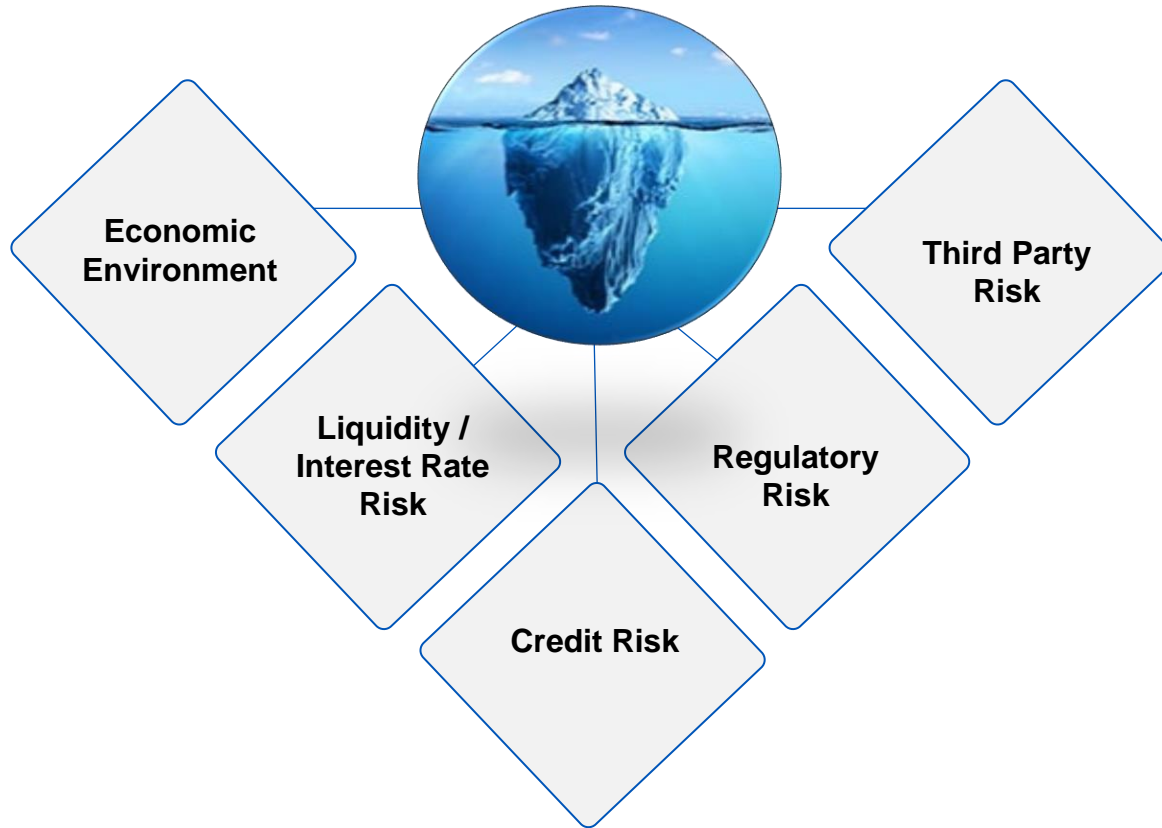 Economic
Environment
Liquidity /
Interest Rate
Risk
Credit Risk
Regulatory
Risk
Third Party
Risk